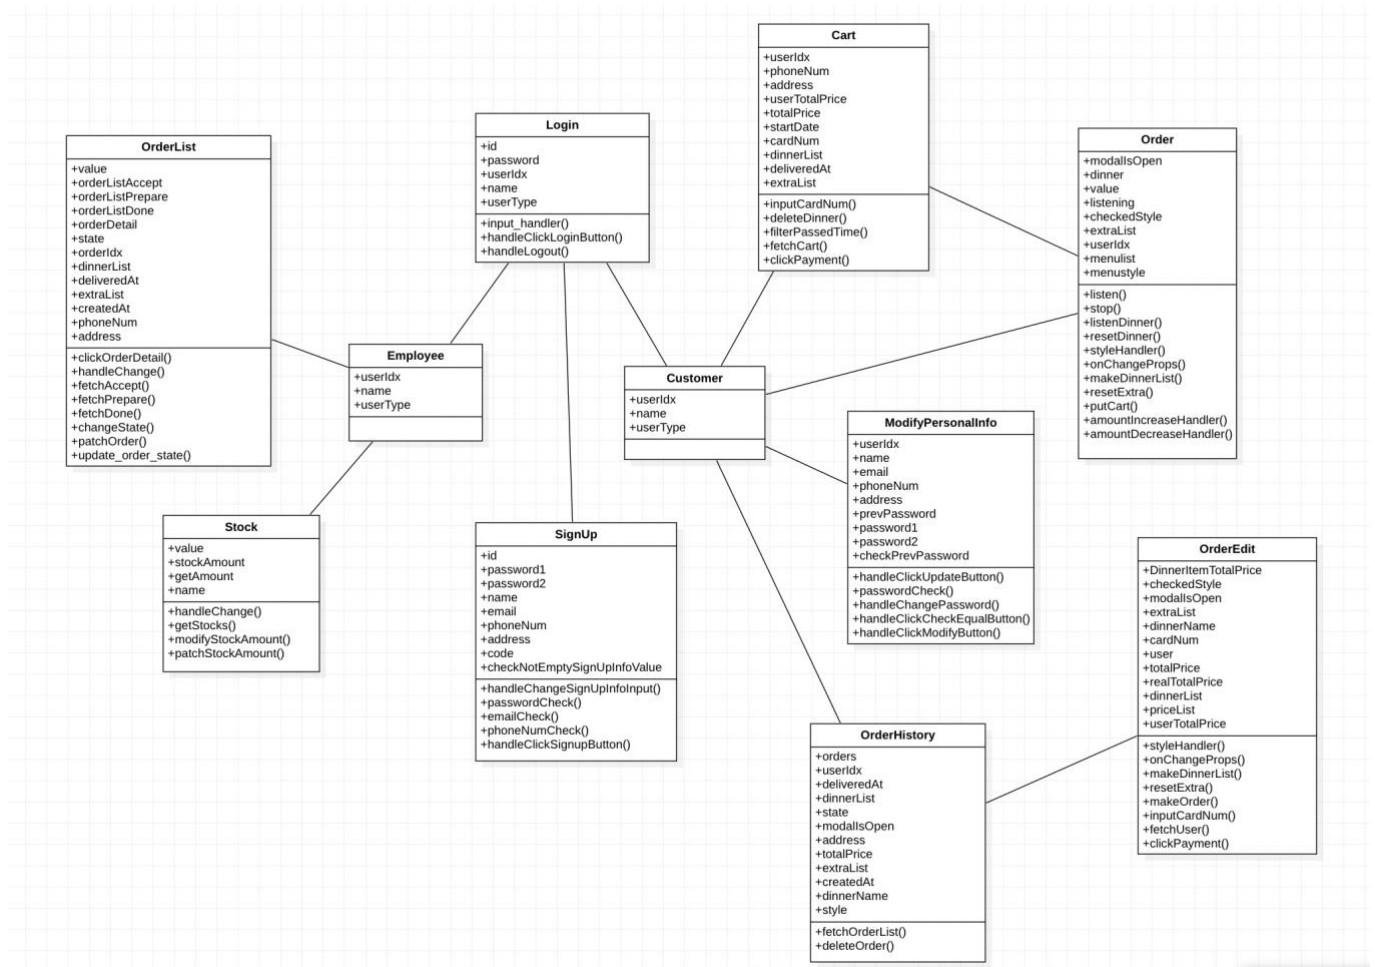 Cart
+userIdx
+phoneNum
+address
+userTotalPrice
+totalPrice
+startDate
+cardNum
+dinnerList
+deliveredAt
+extraList
+inputCardNum()
+deleteDinner()
+filterPassedTime()
+fetchCart()
+clickPayment()
Login
+id
+password
+userIdx
+name
+userType
+input_handler()
+handleClickLoginButton()
+handleLogout()
Order
+modalIsOpen
+dinner
+value
+listening
+checkedStyle
+extraList
+userIdx
+menulist
+menustyle
+listen()
+stop()
+listenDinner()
+resetDinner()
+styleHandler()
+onChangeProps()
+makeDinnerList()
+resetExtra()
+putCart()
+amountIncreaseHandler()
+amountDecreaseHandler()
OrderList
+value
+orderListAccept
+orderListPrepare
+orderListDone
+orderDetail
+state
+orderIdx
+dinnerList
+deliveredAt
+extraList
+createdAt
+phoneNum
+address
+clickOrderDetail()
+handleChange()
+fetchAccept()
+fetchPrepare()
+fetchDone()
+changeState()
+patchOrder()
+update_order_state()
Employee
+userIdx
+name
+userType
Customer
+userIdx
+name
+userType
ModifyPersonalInfo
+userIdx
+name
+email
+phoneNum
+address
+prevPassword
+password1
+password2
+checkPrevPassword
+handleClickUpdateButton()
+passwordCheck()
+handleChangePassword()
+handleClickCheckEqualButton()
+handleClickModifyButton()
Stock
+value
+stockAmount
+getAmount
+name
+handleChange()
+getStocks()
+modifyStockAmount()
+patchStockAmount()
SignUp
+id
+password1
+password2
+name
+email
+phoneNum
+address
+code
+checkNotEmptySignUpInfoValue
+handleChangeSignUpInfoInput()
+passwordCheck()
+emailCheck()
+phoneNumCheck()
+handleClickSignupButton()
OrderEdit
+DinnerItemTotalPrice
+checkedStyle
+modalIsOpen
+extraList
+dinnerName
+cardNum
+user
+totalPrice
+realTotalPrice
+dinnerList
+priceList
+userTotalPrice
+styleHandler()
+onChangeProps()
+makeDinnerList()
+resetExtra()
+makeOrder()
+inputCardNum()
+fetchUser()
+clickPayment()
OrderHistory
+orders
+userIdx
+deliveredAt
+dinnerList
+state
+modalIsOpen
+address
+totalPrice
+extraList
+createdAt
+dinnerName
+style
+fetchOrderList()
+deleteOrder()